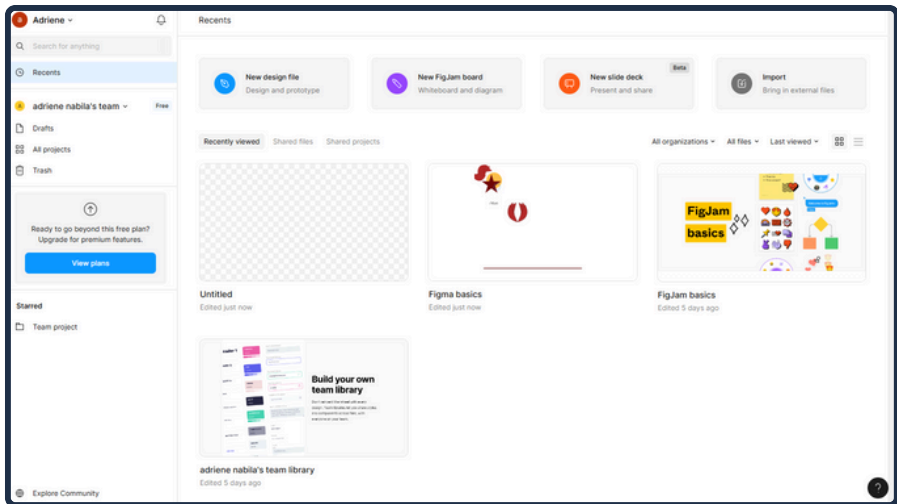 Adriene
Recents
Search for anything
Recents
adriene nabila's team
Free
Drafts
All projects
Trash
Ready to go beyond this free plan?
Upgrade for premium features.
View plans
Starred
Team project
Explore Community
New design file
Design and prototype
New FigJam board
Whiteboard and diagram
Beta
New slide deck
Present and share
Import
Bring in external files
Recently viewed
Shared files
Shared projects
All organizations
All files
Last viewed
Untitled
Edited just now
Figma basics
Edited just now
FigJam
basics
FigJam basics
Edited 5 days ago
Build your own
team library
adriene nabila's team library
Edited 5 days ago
?